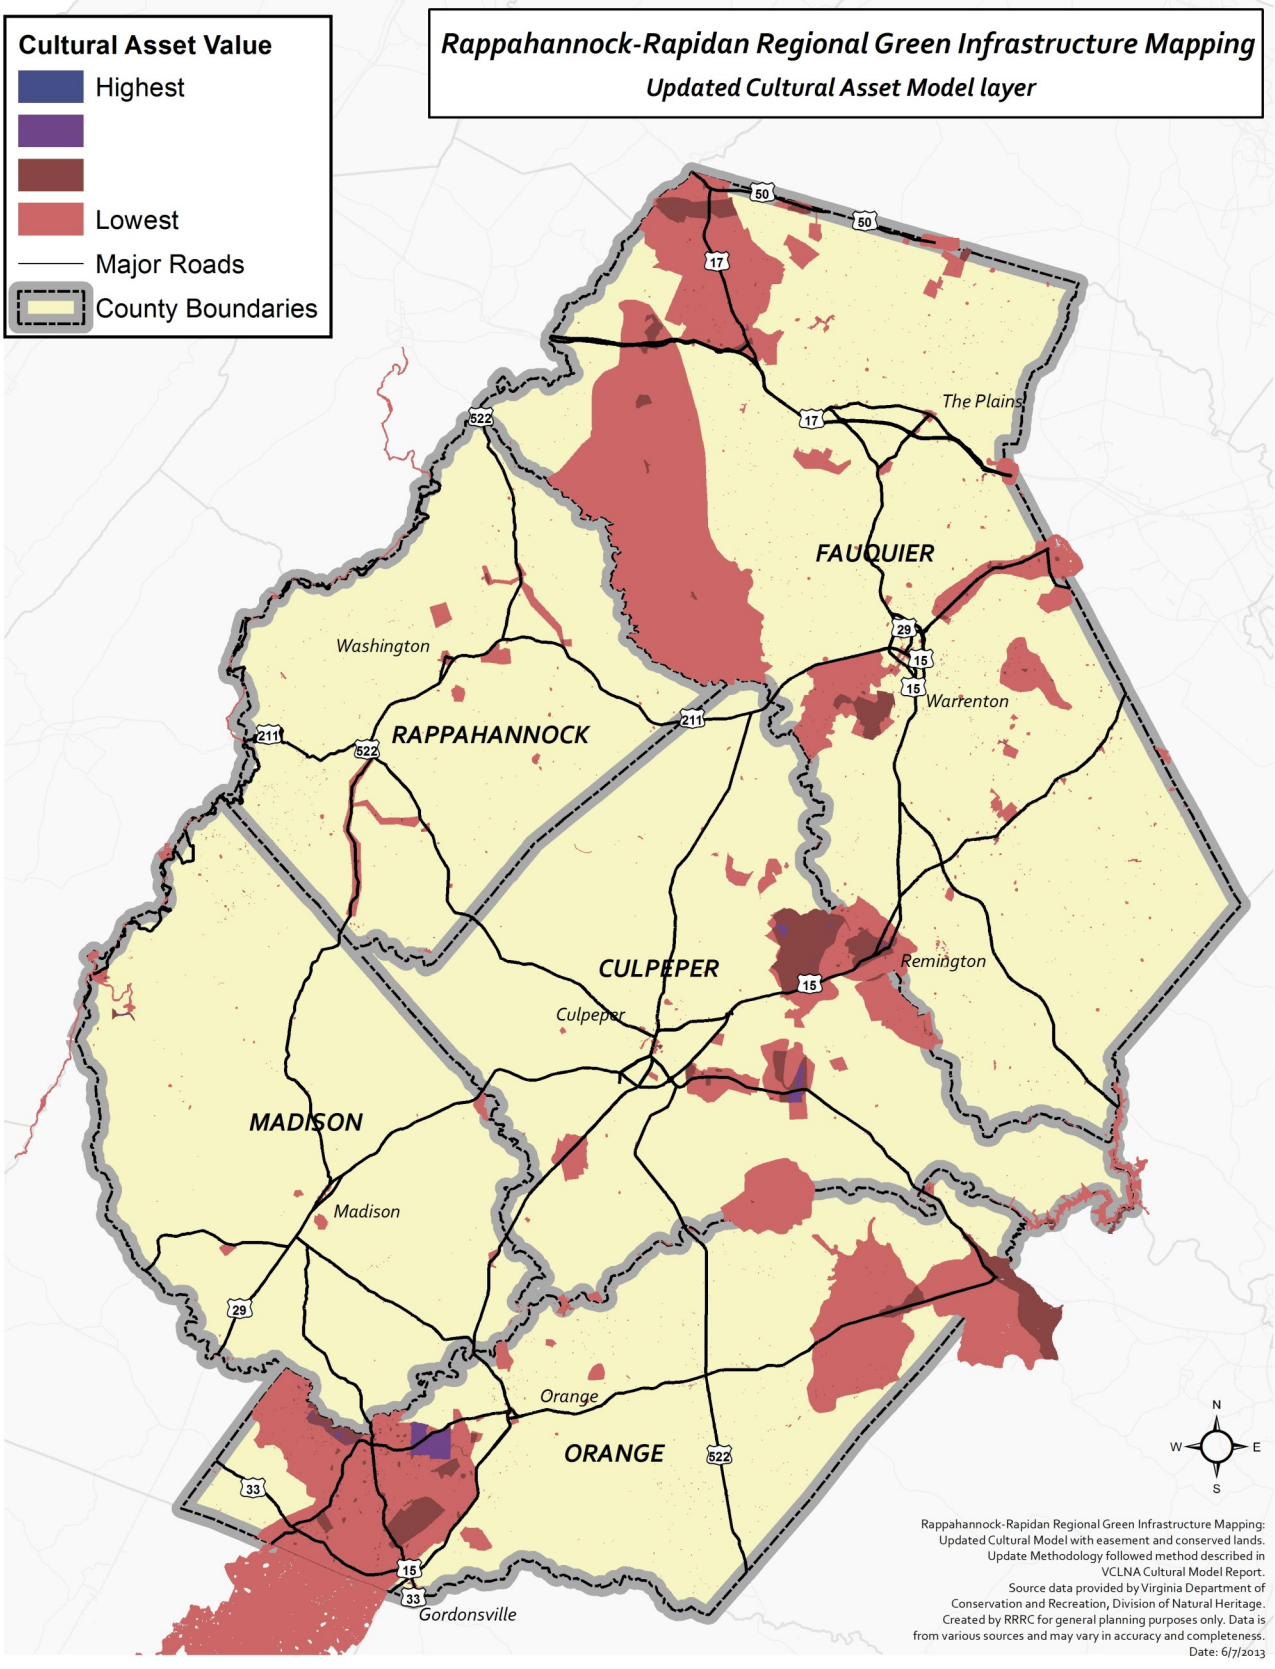 Rappahannock-Rapidan Regional Green Infrastructure Mapping
Updated Cultural Asset Model layer
Cultural Asset Value
Highest
Lowest
Major Roads
County Boundaries
50
50
17
522
17
The Plains
FAUQUIER
29
15
15
Warrenton
Washington
211
RAPPAHANNOCK
211
522
CULPEPER
Remington
15
Culpeper
MADISON
Madison
29
Orange
ORANGE
522
33
15
33
Gordonsville
N
W
E
S
Rappahannock-Rapidan Regional Green Infrastructure Mapping:
Updated Cultural Model with easement and conserved lands.
Update Methodology followed method described in
VCLNA Cultural Model Report.
Source data provided by Virginia Department of
Conservation and Recreation, Division of Natural Heritage.
Created by RRRC for general planning purposes only. Data is
from various sources and may vary in accuracy and completeness.
Date: 6/7/2013